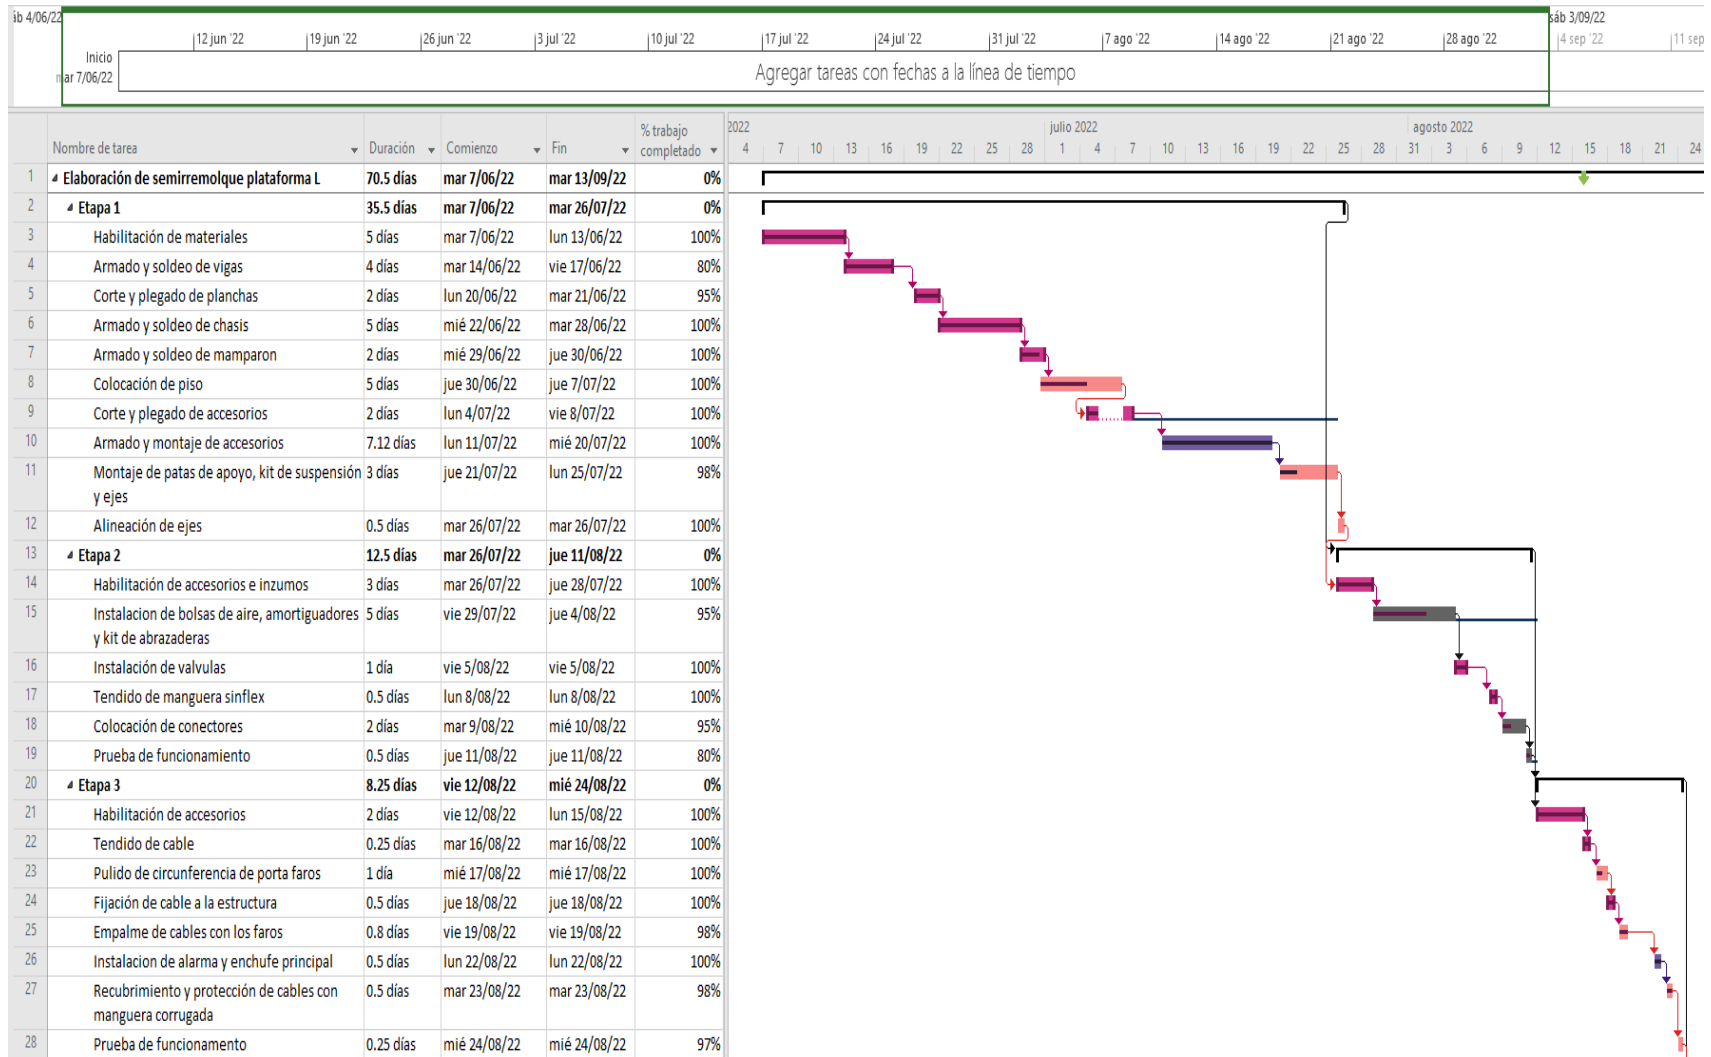 áb 4/06/22 sáb 3/09/22
12 jun '22 19 jun '22 26 jun '22 3 jul '22 10 jul '22 17 jul '22 24 jul '22 31 jul '22 7 ago '22 14 ago '22 21 ago '22 28 ago '22 4 sep '22 11 sep
Inicio
mar 7/06/22
Agregar tareas con fechas a la línea de tiempo
Nombre de tarea Duración Comienzo Fin % trabajo
completado
2022 julio 2022 agosto 2022
4 7 10 13 16 19 22 25 28 1 4 7 10 13 16 19 22 25 28 31 3 6 9 12 15 18 21 24
1 Elaboración de semirremolque plataforma L 70.5 días mar 7/06/22 mar 13/09/22 0%
2 Etapa 1 35.5 días mar 7/06/22 mar 26/07/22 0%
3 Habilitación de materiales 5 días mar 7/06/22 lun 13/06/22 100%
4 Armado y soldeo de vigas 4 días mar 14/06/22 vie 17/06/22 80%
5 Corte y plegado de planchas 2 días lun 20/06/22 mar 21/06/22 95%
6 Armado y soldeo de chasis 5 días mié 22/06/22 mar 28/06/22 100%
7 Armado y soldeo de mamparon 2 días mié 29/06/22 jue 30/06/22 100%
8 Colocación de piso 5 días jue 30/06/22 jue 7/07/22 100%
9 Corte y plegado de accesorios 2 días lun 4/07/22 vie 8/07/22 100%
10 Armado y montaje de accesorios 7.12 días lun 11/07/22 mié 20/07/22 100%
11 Montaje de patas de apoyo, kit de suspensión 3 días jue 21/07/22 lun 25/07/22 98%
y ejes
12 Alineación de ejes 0.5 días mar 26/07/22 mar 26/07/22 100%
13 Etapa 2 12.5 días mar 26/07/22 jue 11/08/22 0%
14 Habilitación de accesorios e inzumos 3 días mar 26/07/22 jue 28/07/22 100%
15 Instalacion de bolsas de aire, amortiguadores 5 días vie 29/07/22 jue 4/08/22 95%
y kit de abrazaderas
16 Instalación de valvulas 1 día vie 5/08/22 vie 5/08/22 100%
17 Tendido de manguera sinflex 0.5 días lun 8/08/22 lun 8/08/22 100%
18 Colocación de conectores 2 días mar 9/08/22 mié 10/08/22 95%
19 Prueba de funcionamiento 0.5 días jue 11/08/22 jue 11/08/22 80%
20 Etapa 3 8.25 días vie 12/08/22 mié 24/08/22 0%
21 Habilitación de accesorios 2 días vie 12/08/22 lun 15/08/22 100%
22 Tendido de cable 0.25 días mar 16/08/22 mar 16/08/22 100%
23 Pulido de circunferencia de porta faros 1 día mié 17/08/22 mié 17/08/22 100%
24 Fijación de cable a la estructura 0.5 días jue 18/08/22 jue 18/08/22 100%
25 Empalme de cables con los faros 0.8 días vie 19/08/22 vie 19/08/22 98%
26 Instalacion de alarma y enchufe principal 0.5 días lun 22/08/22 lun 22/08/22 100%
27 Recubrimiento y protección de cables con 0.5 días mar 23/08/22 mar 23/08/22 98%
manguera corrugada
28 Prueba de funcionamento 0.25 días mié 24/08/22 mié 24/08/22 97%